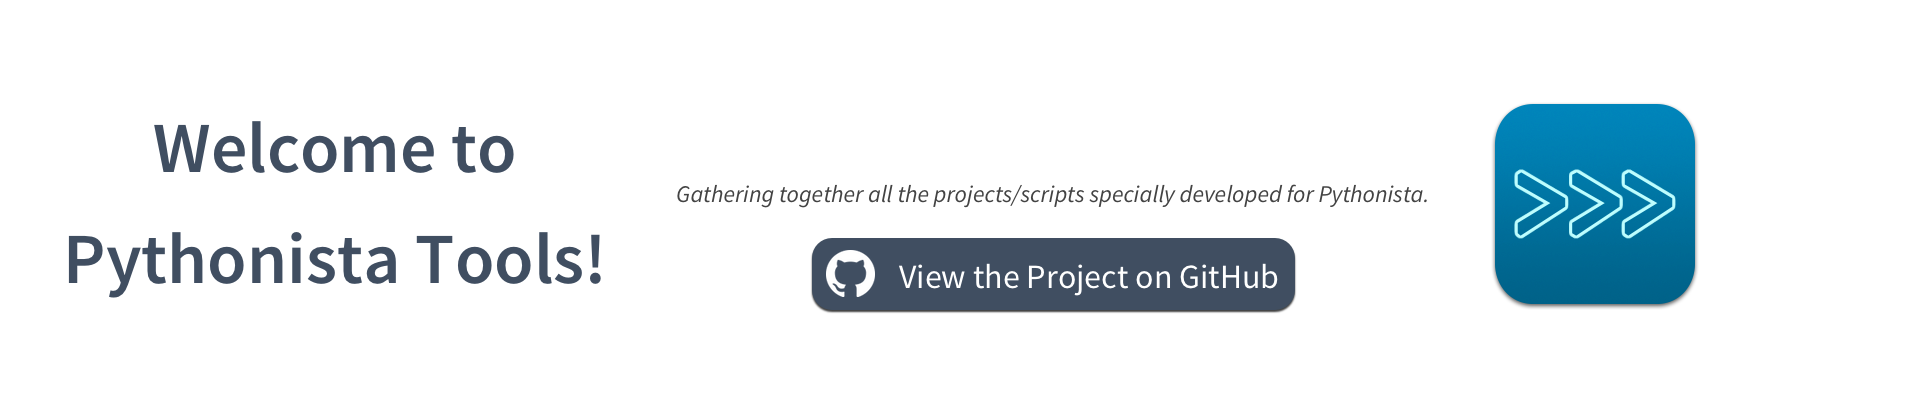 Welcome to
Pythonista Tools!
Gathering together all the projects/scripts specially developed for Pythonista.
View the Project on GitHub